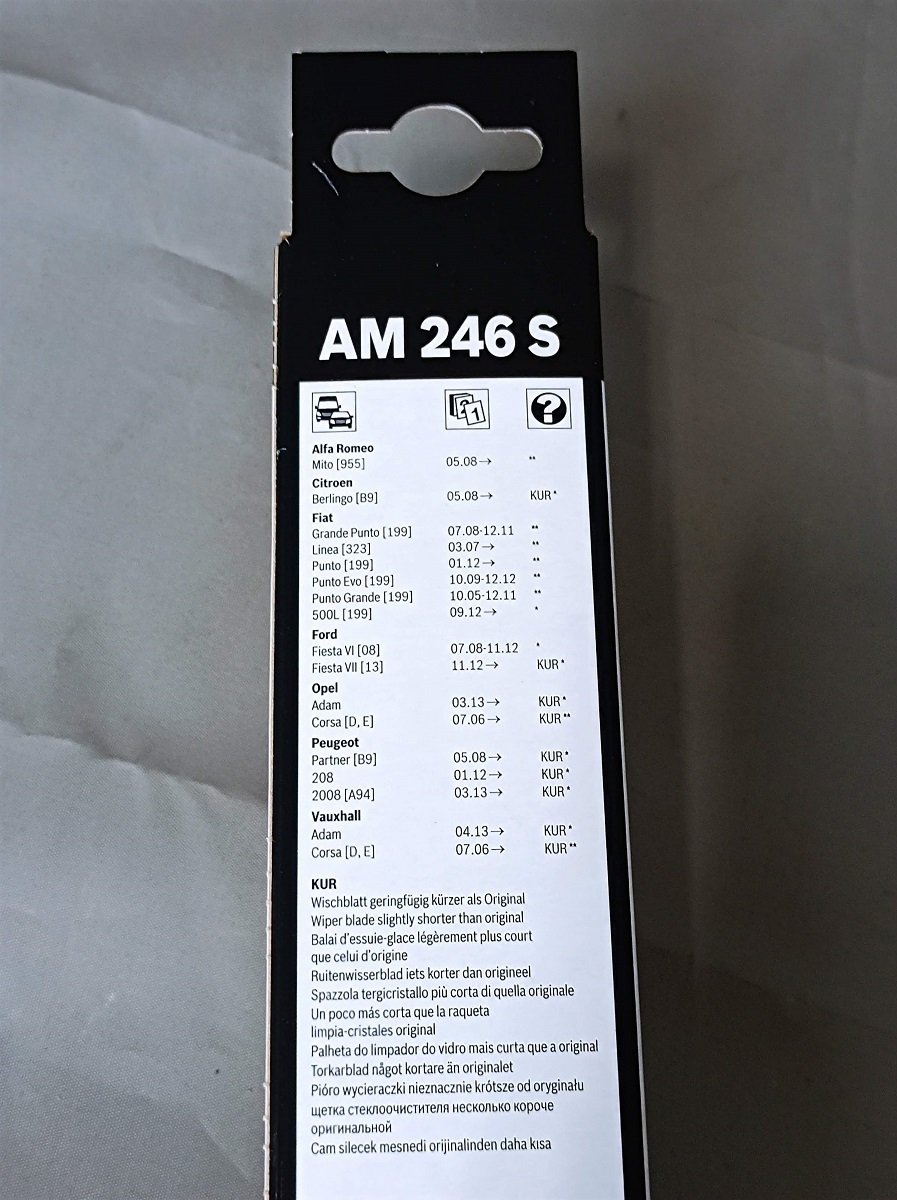 AM 246 S
Alfa Romeo
Mito [955] 05.08→ **
Citroen
Berlingo [B9] 05.08→ KUR*
Fiat
Grande Punto [199] 07.08-12.11 **
Linea [323] 03.07→ **
Punto [199] 01.12→ **
Punto Evo [199] 10.09-12.12 **
Punto Grande [199] 10.05-12.11 **
500L [199] 09.12→ *
Ford
Fiesta VI [08] 07.08-11.12 *
Fiesta VII [13] 11.12→ KUR*
Opel
Adam 03.13→ KUR*
Corsa [D, E] 07.06→ KUR**
Peugeot
Partner [B9] 05.08→ KUR*
208 01.12→ KUR*
2008 [A94] 03.13→ KUR*
Vauxhall
Adam 04.13→ KUR*
Corsa [D, E] 07.06→ KUR**
KUR
Wischblatt geringfügig kürzer als Original
Wiper blade slightly shorter than original
Balai d'essuie-glace légèrement plus court
que celui d'origine
Ruitenwisserblad iets korter dan origineel
Spazzola tergicristallo più corta di quella originale
Un poco más corta que la raqueta
limpia-cristales original
Palheta do limpador do vidro mais curta que a original
Torkarblad något kortare än originalet
Pióro wycieraczki nieznacznie krótsze od oryginału
щетка стеклоочистителя несколько короче
оригинальной
Cam silecek mesnedi orijinalinden daha kısa